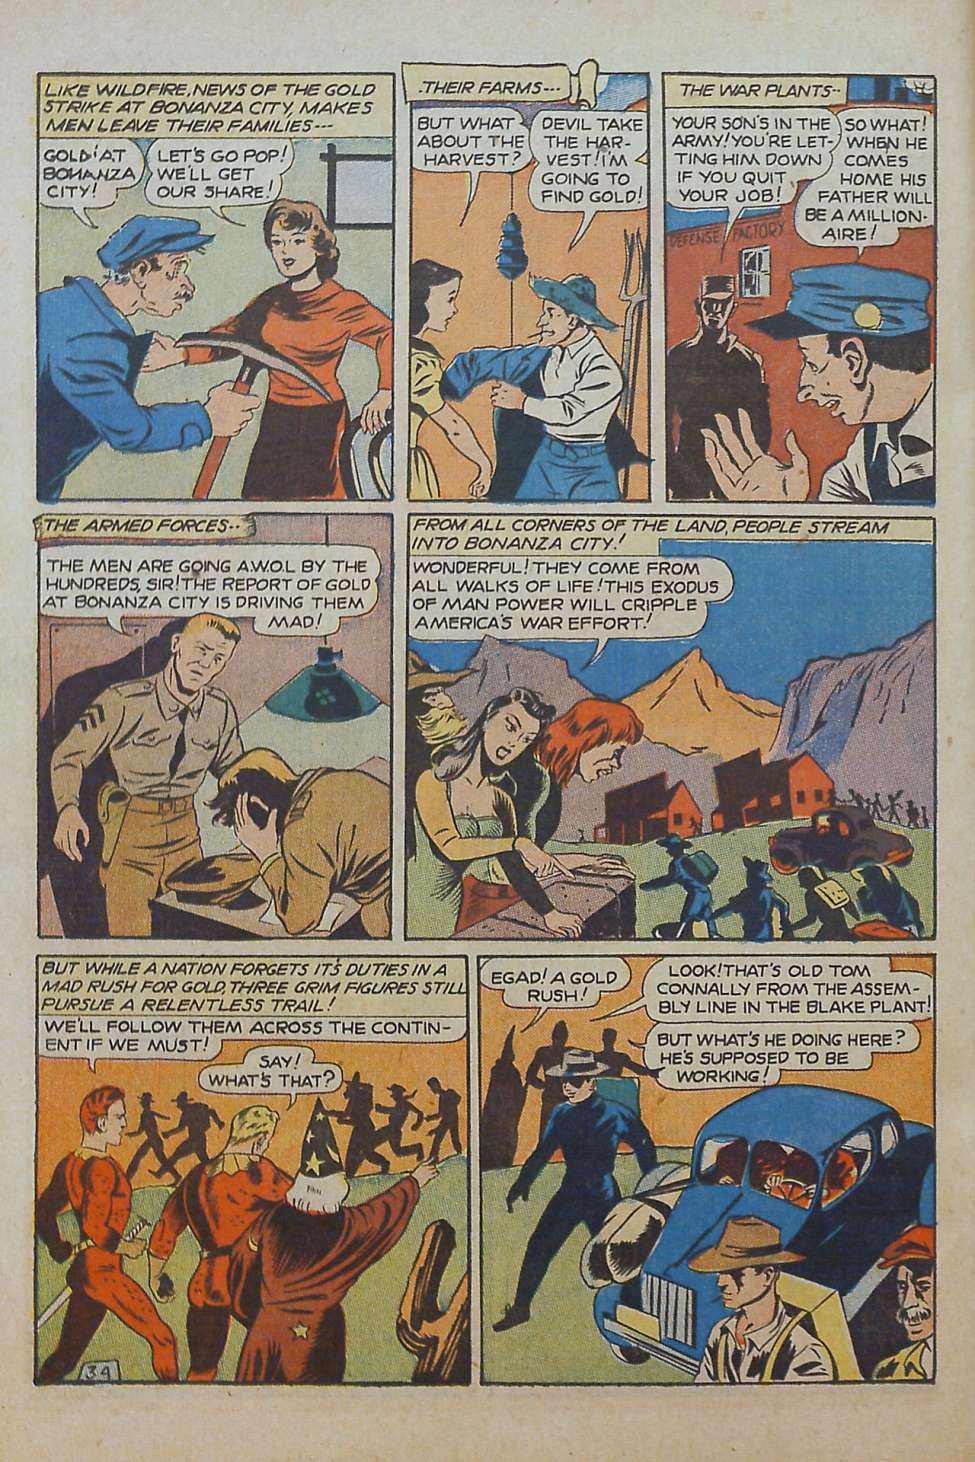 LIKE WILDFIRE, NEWS OF THE GOLD
STRIKE AT BONANZA CITY, MAKES
MEN LEAVE THEIR FAMILIES---
GOLD! AT
BONANZA
CITY!
LET'S GO POP!
WE'LL GET
OUR SHARE!
.THEIR FARMS---
BUT WHAT
ABOUT THE
HARVEST?
DEVIL TAKE
THE HAR-
VEST! I'M
GOING TO
FIND GOLD!
THE WAR PLANTS--
YOUR SON'S IN THE
ARMY! YOU'RE LET-
TING HIM DOWN
IF YOU QUIT
YOUR JOB!
SO WHAT!
WHEN HE
COMES
HOME HIS
FATHER WILL
BE A MILLION-
AIRE!
DEFENSE FACTORY
THE ARMED FORCES--
THE MEN ARE GOING A.W.O.L BY THE
HUNDREDS, SIR! THE REPORT OF GOLD
AT BONANZA CITY IS DRIVING THEM
MAD!
FROM ALL CORNERS OF THE LAND, PEOPLE STREAM
INTO BONANZA CITY!
WONDERFUL! THEY COME FROM
ALL WALKS OF LIFE! THIS EXODUS
OF MAN POWER WILL CRIPPLE
AMERICA'S WAR EFFORT!
BUT WHILE A NATION FORGETS IT'S DUTIES IN A
MAD RUSH FOR GOLD, THREE GRIM FIGURES STILL
PURSUE A RELENTLESS TRAIL!
WE'LL FOLLOW THEM ACROSS THE CONTIN-
ENT IF WE MUST!
SAY!
WHAT'S THAT?
34
EGAD! A GOLD
RUSH!
LOOK! THAT'S OLD TOM
CONNALLY FROM THE ASSEM-
BLY LINE IN THE BLAKE PLANT!
BUT WHAT'S HE DOING HERE?
HE'S SUPPOSED TO BE
WORKING!